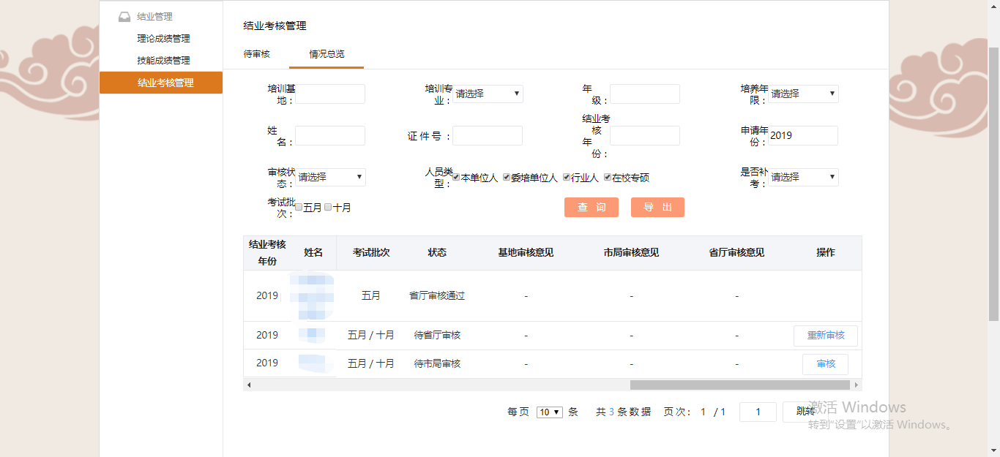 结业管理
理论成绩管理
技能成绩管理
结业考核管理
结业考核管理
待审核 情况总览
培训基地： 培训专业： 请选择 年级： 培养年限： 请选择
姓名： 证件号： 结业考核年份： 申请年份： 2019
审核状态： 请选择 人员类型： 本单位人 委培单位人 行业人 在校专硕 是否补考： 请选择
考试批次： 五月 十月 查询 导出
结业考核年份 姓名 考试批次 状态 基地审核意见 市局审核意见 省厅审核意见 操作
2019 五月 省厅审核通过 - - -
2019 五月 / 十月 待省厅审核 - - - 重新审核
2019 五月 / 十月 待市局审核 - - - 审核
每页 10 条 共 3 条数据 页次： 1 / 1 1 跳转
激活 Windows
转到"设置"以激活 Windows。